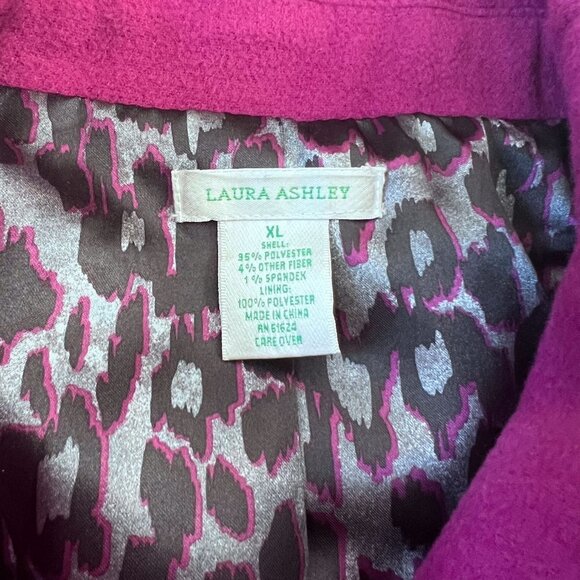 LAURA ASHLEY
XL
SHELL:
95% POLYESTER
4% OTHER FIBER
1% SPANDEX
LINING:
100% POLYESTER
MADE IN CHINA
RN 61624
CARE OVER